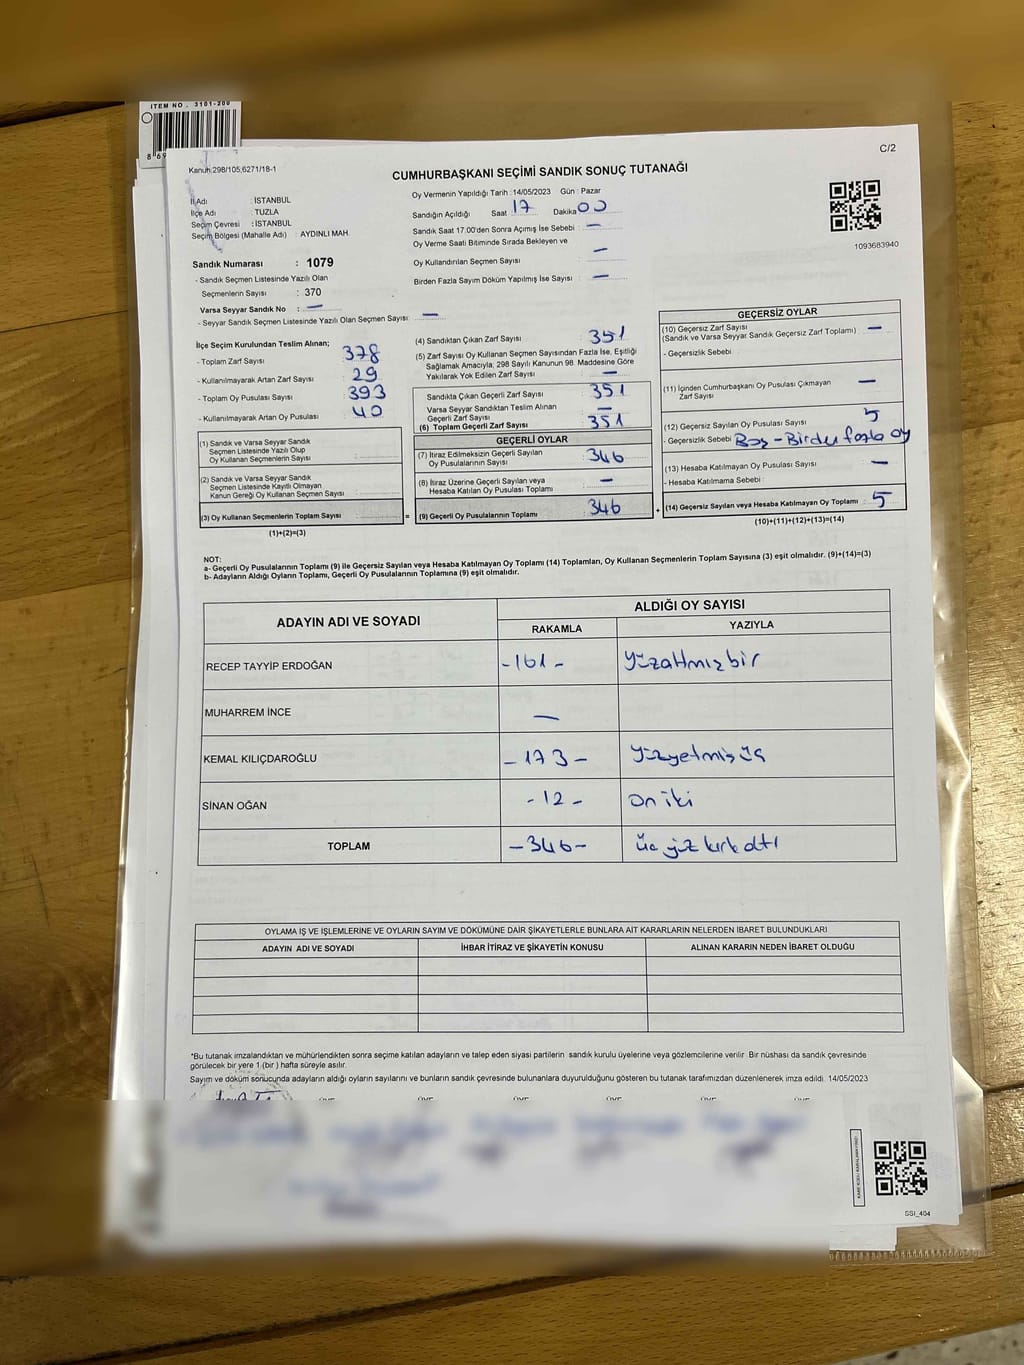 ITEM NO . 3101-200
C/2
Kanun:298/105,6271/18-1
CUMHURBAŞKANI SEÇİMİ SANDIK SONUÇ TUTANAĞI
İl Adı : İSTANBUL
İlçe Adı : TUZLA
Seçim Çevresi : İSTANBUL
Seçim Bölgesi (Mahalle Adı) : AYDINLI MAH.
Oy Vermenin Yapıldığı Tarih :14/05/2023 Gün : Pazar
Sandığın Açıldığı Saat 17 Dakika 00
Sandık Saat 17.00'den Sonra Açımış İse Sebebi : —
Oy Verme Saati Bitiminde Sırada Bekleyen ve
Oy Kullandırılan Seçmen Sayısı : —
Birden Fazla Sayım Döküm Yapılmış İse Sayısı : —
1093683940
Sandık Numarası : 1079
- Sandık Seçmen Listesinde Yazılı Olan
Seçmenlerin Sayısı : 370
Varsa Seyyar Sandık No : —
- Seyyar Sandık Seçmen Listesinde Yazılı Olan Seçmen Sayısı: —
İlçe Seçim Kurulundan Teslim Alınan;
- Toplam Zarf Sayısı : 378
- Kullanılmayarak Artan Zarf Sayısı : 29
- Toplam Oy Pusulası Sayısı : 393
- Kullanılmayarak Artan Oy Pusulası : 40
(1) Sandık ve Varsa Seyyar Sandık
Seçmen Listesinde Yazılı Olup
Oy Kullanan Seçmenlerin Sayısı :
(2) Sandık ve Varsa Seyyar Sandık
Seçmen Listesinde Kayıtlı Olmayan
Kanun Gereği Oy Kullanan Seçmen Sayısı :
(3) Oy Kullanan Seçmenlerin Toplam Sayısı :
(1)+(2)=(3)
(4) Sandıktan Çıkan Zarf Sayısı : 351
(5) Zarf Sayısı Oy Kullanan Seçmen Sayısından Fazla İse, Eşitliği
Sağlamak Amacıyla; 298 Sayılı Kanunun 98. Maddesine Göre
Yakılarak Yok Edilen Zarf Sayısı : —
Sandıkta Çıkan Geçerli Zarf Sayısı : 351
Varsa Seyyar Sandıktan Teslim Alınan
Geçerli Zarf Sayısı : —
(6) Toplam Geçerli Zarf Sayısı : 351
GEÇERLİ OYLAR
(7) İtiraz Edilmeksizin Geçerli Sayılan
Oy Pusulalarının Sayısı : 346
(8) İtiraz Üzerine Geçerli Sayılan veya
Hesaba Katılan Oy Pusulası Toplamı : —
= (9) Geçerli Oy Pusulalarının Toplamı : 346
GEÇERSİZ OYLAR
(10) Geçersiz Zarf Sayısı : —
(Sandık ve Varsa Seyyar Sandık Geçersiz Zarf Toplamı)
- Geçersizlik Sebebi :
(11) İçinden Cumhurbaşkanı Oy Pusulası Çıkmayan
Zarf Sayısı : —
(12) Geçersiz Sayılan Oy Pusulası Sayısı : 5
- Geçersizlik Sebebi : Boş - Birden fazla oy
(13) Hesaba Katılmayan Oy Pusulası Sayısı : —
- Hesaba Katılmama Sebebi :
+ (14) Geçersiz Sayılan veya Hesaba Katılmayan Oy Toplamı : 5
(10)+(11)+(12)+(13)=(14)
NOT:
a- Geçerli Oy Pusulalarının Toplamı (9) ile Geçersiz Sayılan veya Hesaba Katılmayan Oy Toplamı (14) Toplamları, Oy Kullanan Seçmenlerin Toplam Sayısına (3) eşit olmalıdır. (9)+(14)=(3)
b- Adayların Aldığı Oyların Toplamı, Geçerli Oy Pusulalarının Toplamına (9) eşit olmalıdır.
ADAYIN ADI VE SOYADI
ALDIĞI OY SAYISI
RAKAMLA YAZIYLA
RECEP TAYYİP ERDOĞAN -161- Yüzaltmışbir
MUHARREM İNCE —
KEMAL KILIÇDAROĞLU -173- Yüzyetmişüç
SİNAN OĞAN -12- On iki
TOPLAM -346- Üç yüz kırk altı
OYLAMA İŞ VE İŞLEMLERİNE VE OYLARIN SAYIM VE DÖKÜMÜNE DAİR ŞİKAYETLERLE BUNLARA AİT KARARLARIN NELERDEN İBARET BULUNDUKLARI
ADAYIN ADI VE SOYADI İHBAR İTİRAZ VE ŞİKAYETİN KONUSU ALINAN KARARIN NEDEN İBARET OLDUĞU
*Bu tutanak imzalandıktan ve mühürlendikten sonra seçime katılan adayların ve talep eden siyasi partilerin sandık kurulu üyelerine veya gözlemcilerine verilir. Bir nüshası da sandık çevresinde
görülecek bir yere 1 (bir) hafta süreyle asılır.
Sayım ve döküm sonucunda adayların aldığı oyların sayılarını ve bunların sandık çevresinde bulunanlara duyurulduğunu gösteren bu tutanak tarafımızdan düzenlenerek imza edildi. 14/05/2023
SSI_404